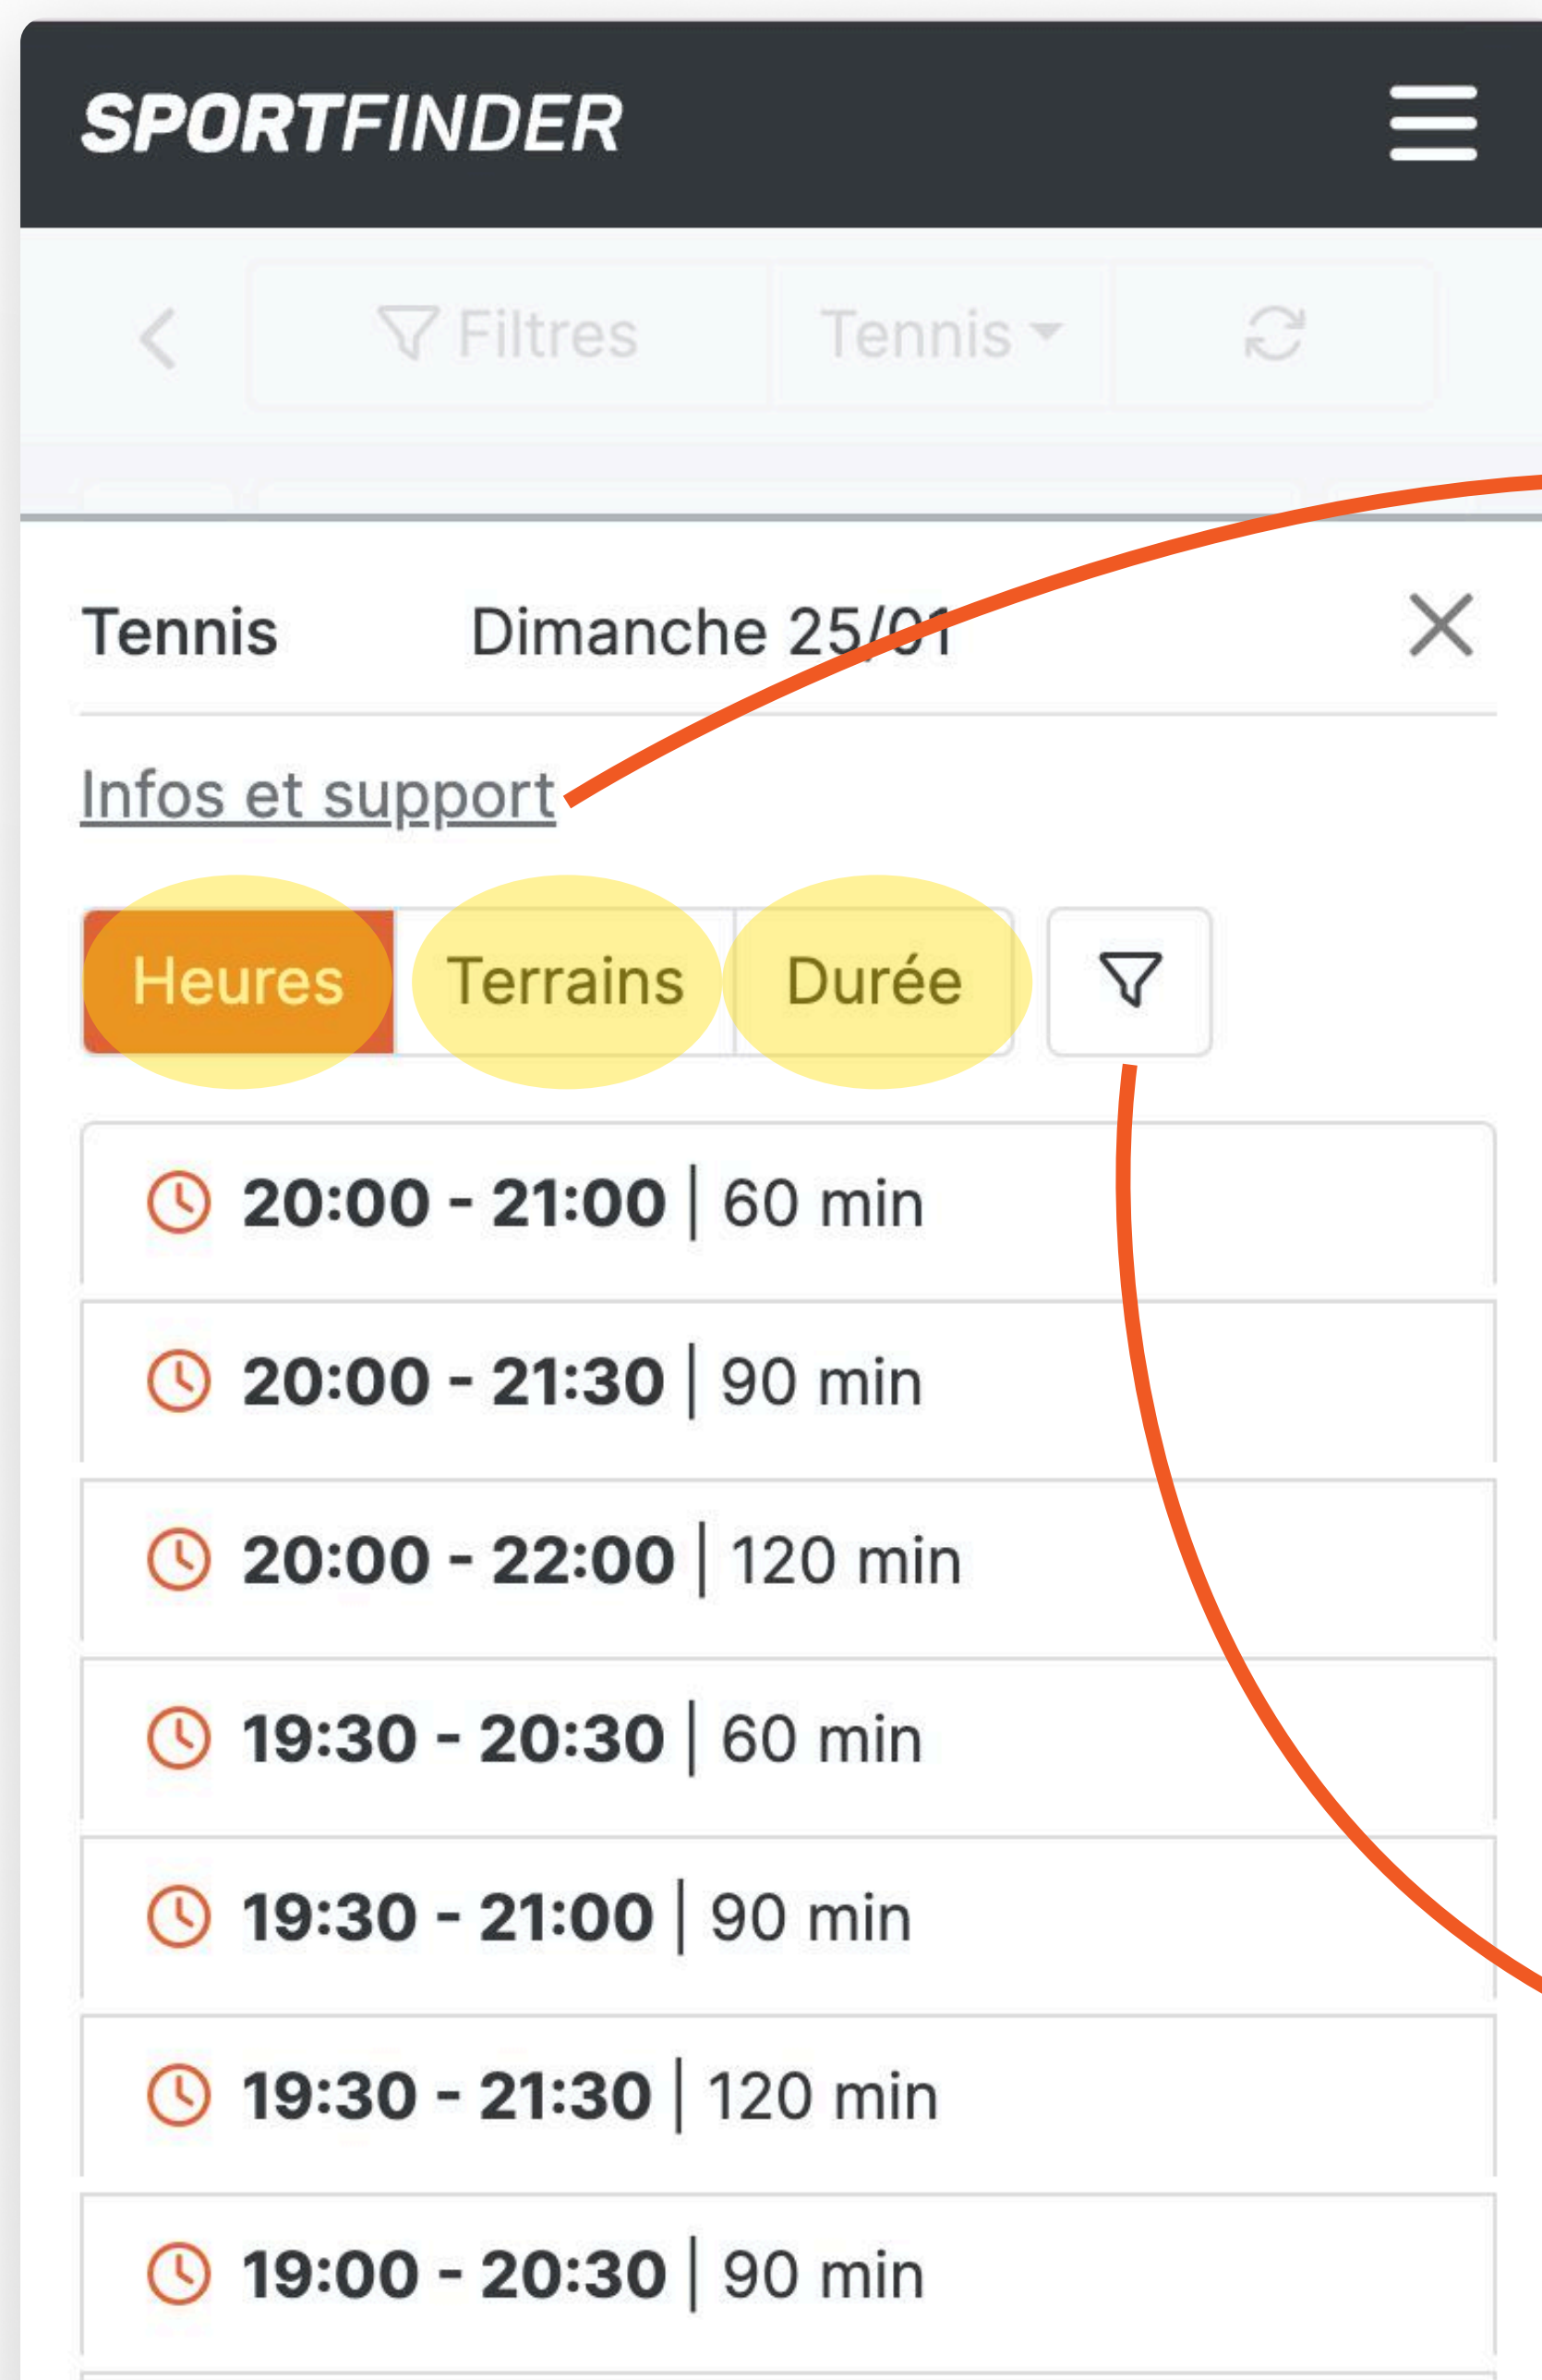 SPORTFINDER
Filtres Tennis
Tennis Dimanche 25/01
Infos et support
Heures Terrains Durée
20:00 - 21:00 | 60 min
20:00 - 21:30 | 90 min
20:00 - 22:00 | 120 min
19:30 - 20:30 | 60 min
19:30 - 21:00 | 90 min
19:30 - 21:30 | 120 min
19:00 - 20:30 | 90 min